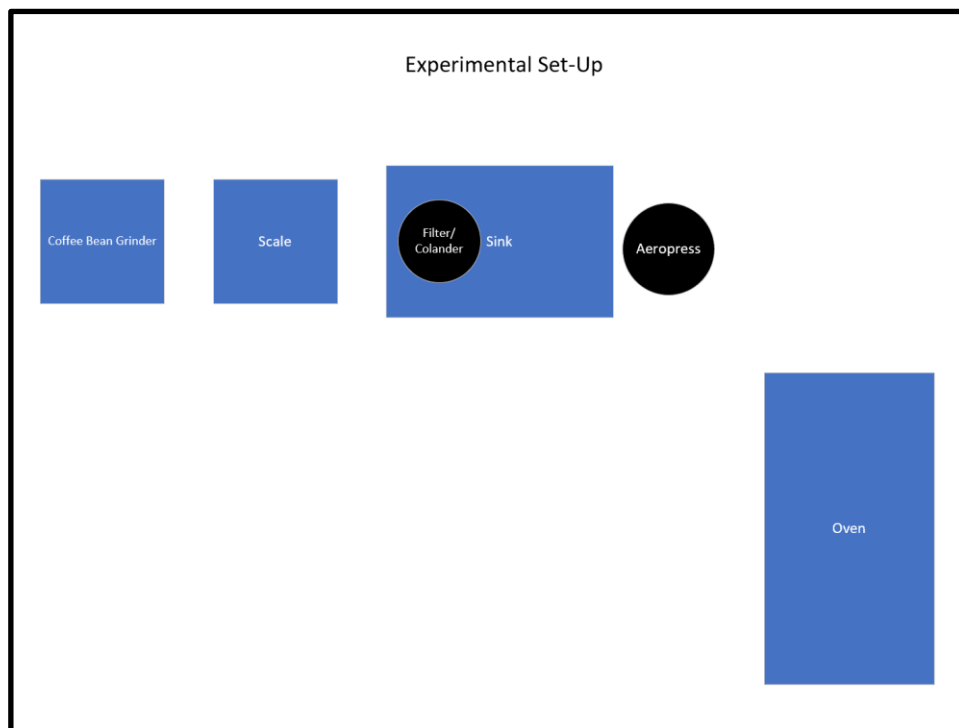 Experimental Set-Up
Coffee Bean Grinder
Scale
Filter/
Colander
Sink
Aeropress
Oven